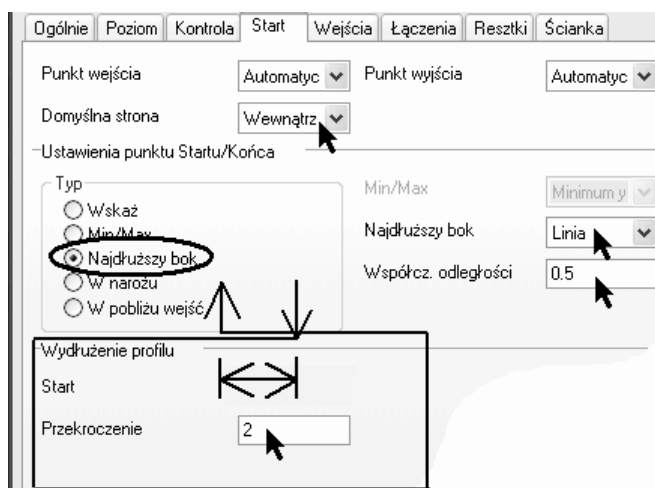 Ogólnie Poziom Kontrola Start Wejścia Łączenia Resztki Ścianka
Punkt wejścia Automatyc Punkt wyjścia Automatyc
Domyślna strona Wewnątrz
Ustawienia punktu Startu/Końca
Typ
Wskaż
Min/Max
Najdłuższy bok
W narożu
W pobliżu wejść
Min/Max Minimum y
Najdłuższy bok Linia
Współcz. odległości 0.5
Wydłużenie profilu
Start
Przekroczenie 2